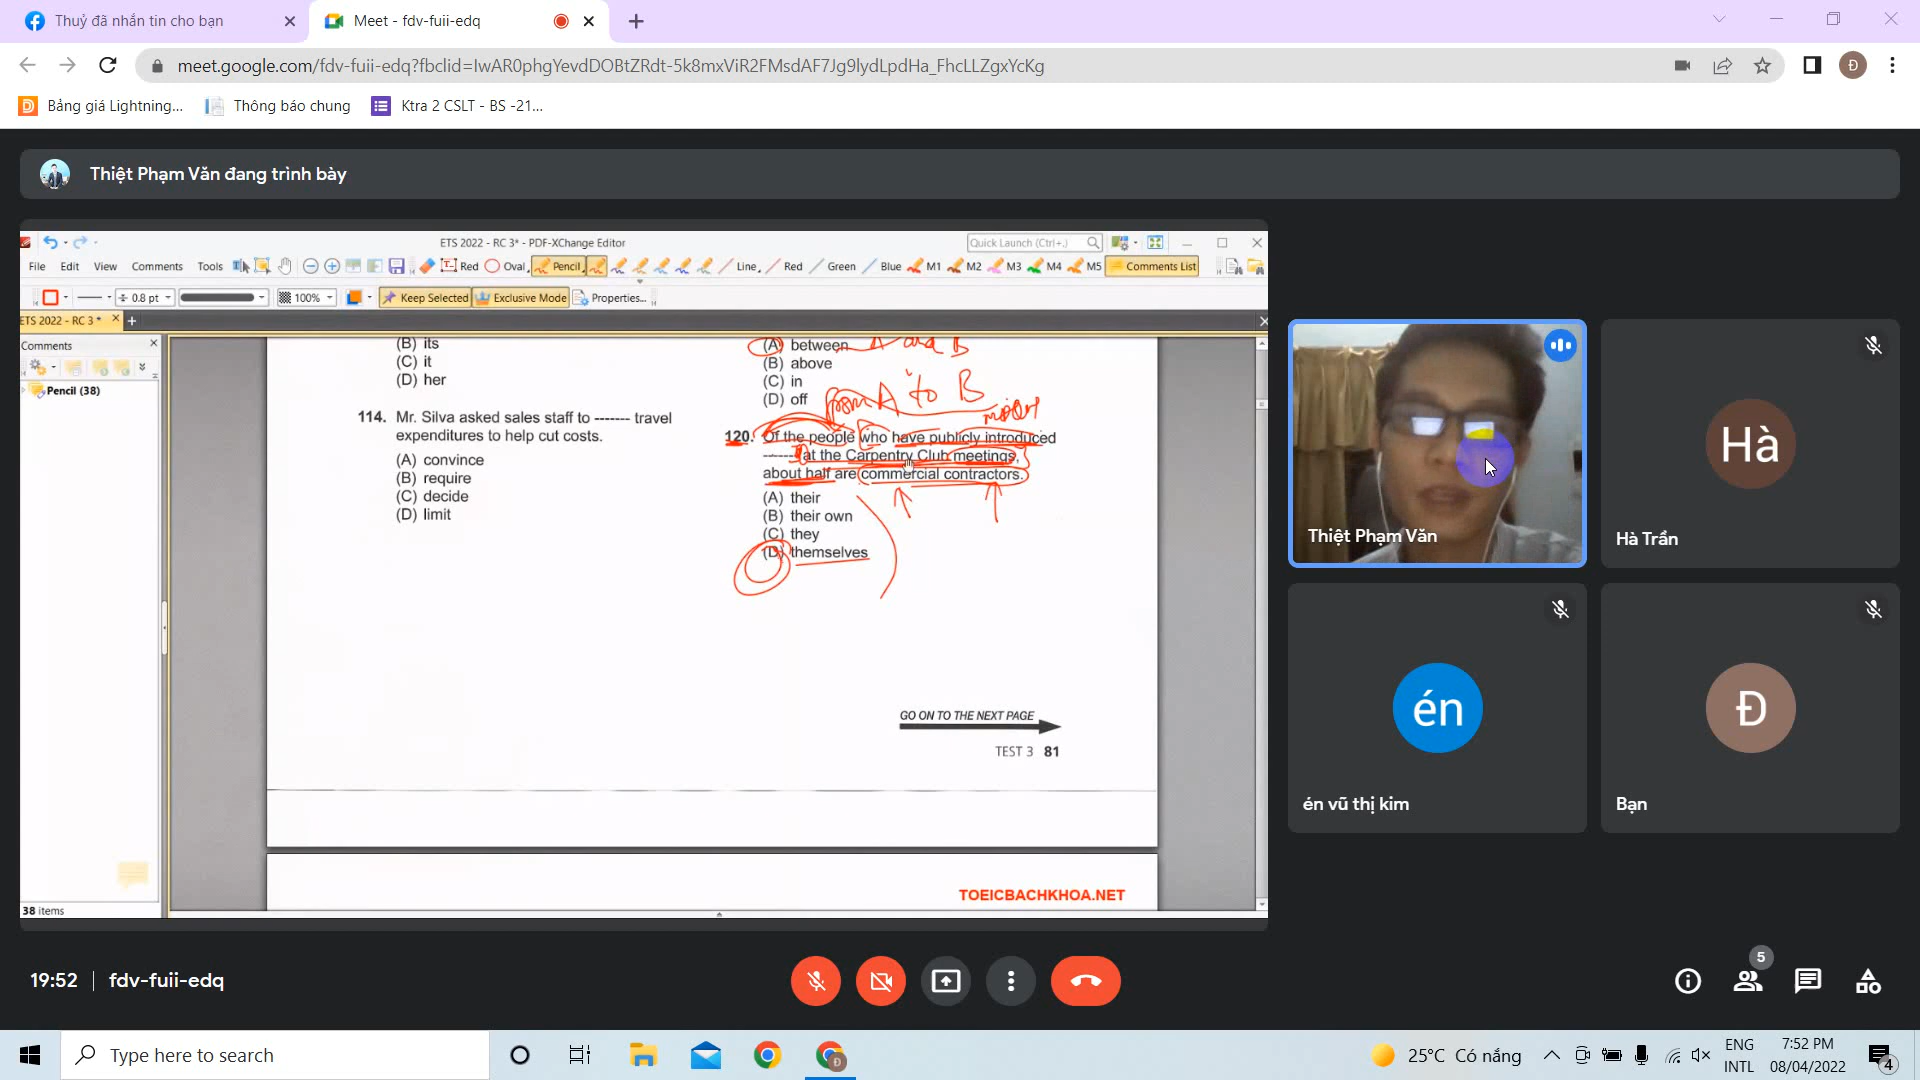 Thuỷ đã nhắn tin cho bạn
Meet - fdv-fuii-edq
meet.google.com/fdv-fuii-edq?fbclid=IwAR0phgYevdDOBtZRdt-5k8mxViR2FMsdAF7Jg9lydLpdHa_FhcLLZgxYcKg
Đ
Bảng giá Lightning...
Thông báo chung
Ktra 2 CSLT - BS -21...
Thiệt Phạm Văn đang trình bày
ETS 2022 - RC 3* - PDF-XChange Editor
Quick Launch (Ctrl+.)
File Edit View Comments Tools Red Oval Pencil Line Red Green Blue M1 M2 M3 M4 M5 Comments List
0.8 pt 100% Keep Selected Exclusive Mode Properties...
ETS 2022 - RC 3 *
Comments
Pencil (38)
38 items
(B) its
(C) it
(D) her
114. Mr. Silva asked sales staff to ------- travel
expenditures to help cut costs.
(A) convince
(B) require
(C) decide
(D) limit
(A) between A and B
(B) above
(C) in
(D) off
from A to B
120. Of the people who have publicly introduced
------- at the Carpentry Club meetings,
about half are commercial contractors.
(A) their
(B) their own
(C) they
(D) themselves
GO ON TO THE NEXT PAGE
TEST 3 81
TOEICBACHKHOA.NET
Thiệt Phạm Văn
Hà
Hà Trần
én
én vũ thị kim
Đ
Bạn
19:52
fdv-fuii-edq
5
Type here to search
Đ
25°C Có nắng
ENG
INTL
7:52 PM
08/04/2022
4